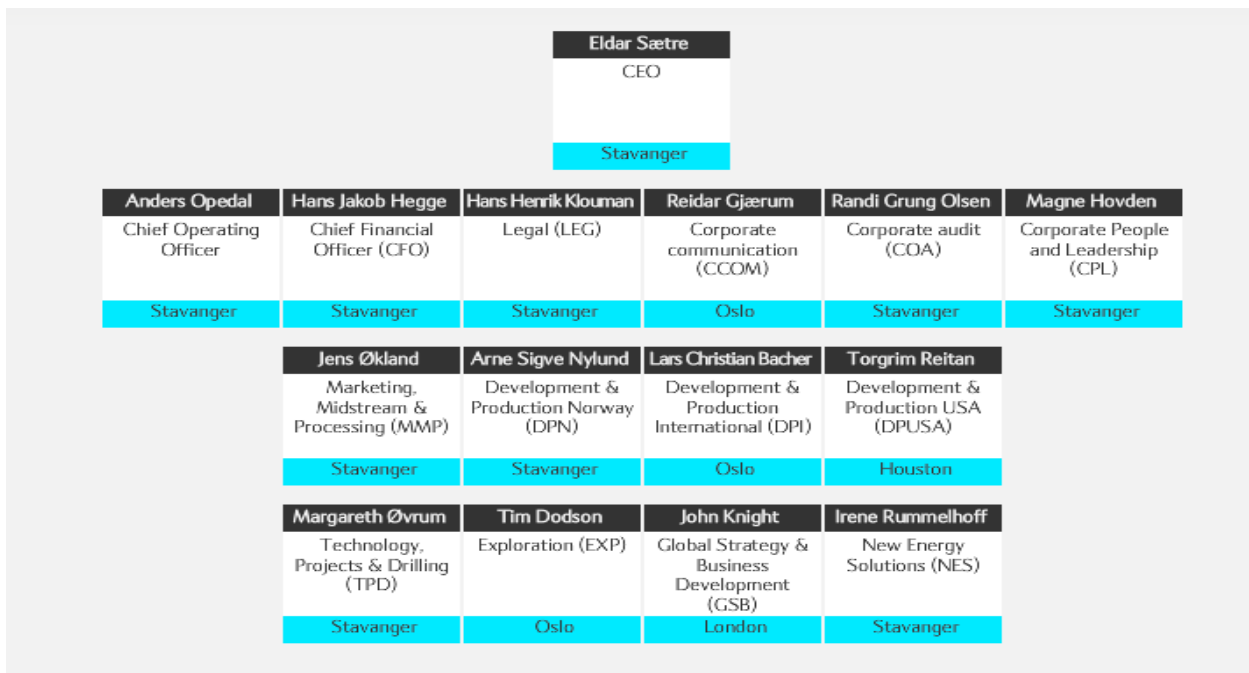 Eldar Sætre
CEO
Stavanger
Anders Opedal
Chief Operating
Officer
Stavanger
Hans Jakob Hegge
Chief Financial
Officer (CFO)
Stavanger
Hans Henrik Klouman
Legal (LEG)
Stavanger
Reidar Gjærum
Corporate
communication
(CCOM)
Oslo
Randi Grung Olsen
Corporate audit
(COA)
Stavanger
Magne Hovden
Corporate People
and Leadership
(CPL)
Stavanger
Jens Økland
Marketing,
Midstream &
Processing (MMP)
Stavanger
Arne Sigve Nylund
Development &
Production Norway
(DPN)
Stavanger
Lars Christian Bacher
Development &
Production
International (DPI)
Oslo
Torgrim Reitan
Development &
Production USA
(DPUSA)
Houston
Margareth Øvrum
Technology,
Projects & Drilling
(TPD)
Stavanger
Tim Dodson
Exploration (EXP)
Oslo
John Knight
Global Strategy &
Business
Development
(GSB)
London
Irene Rummelhoff
New Energy
Solutions (NES)
Stavanger